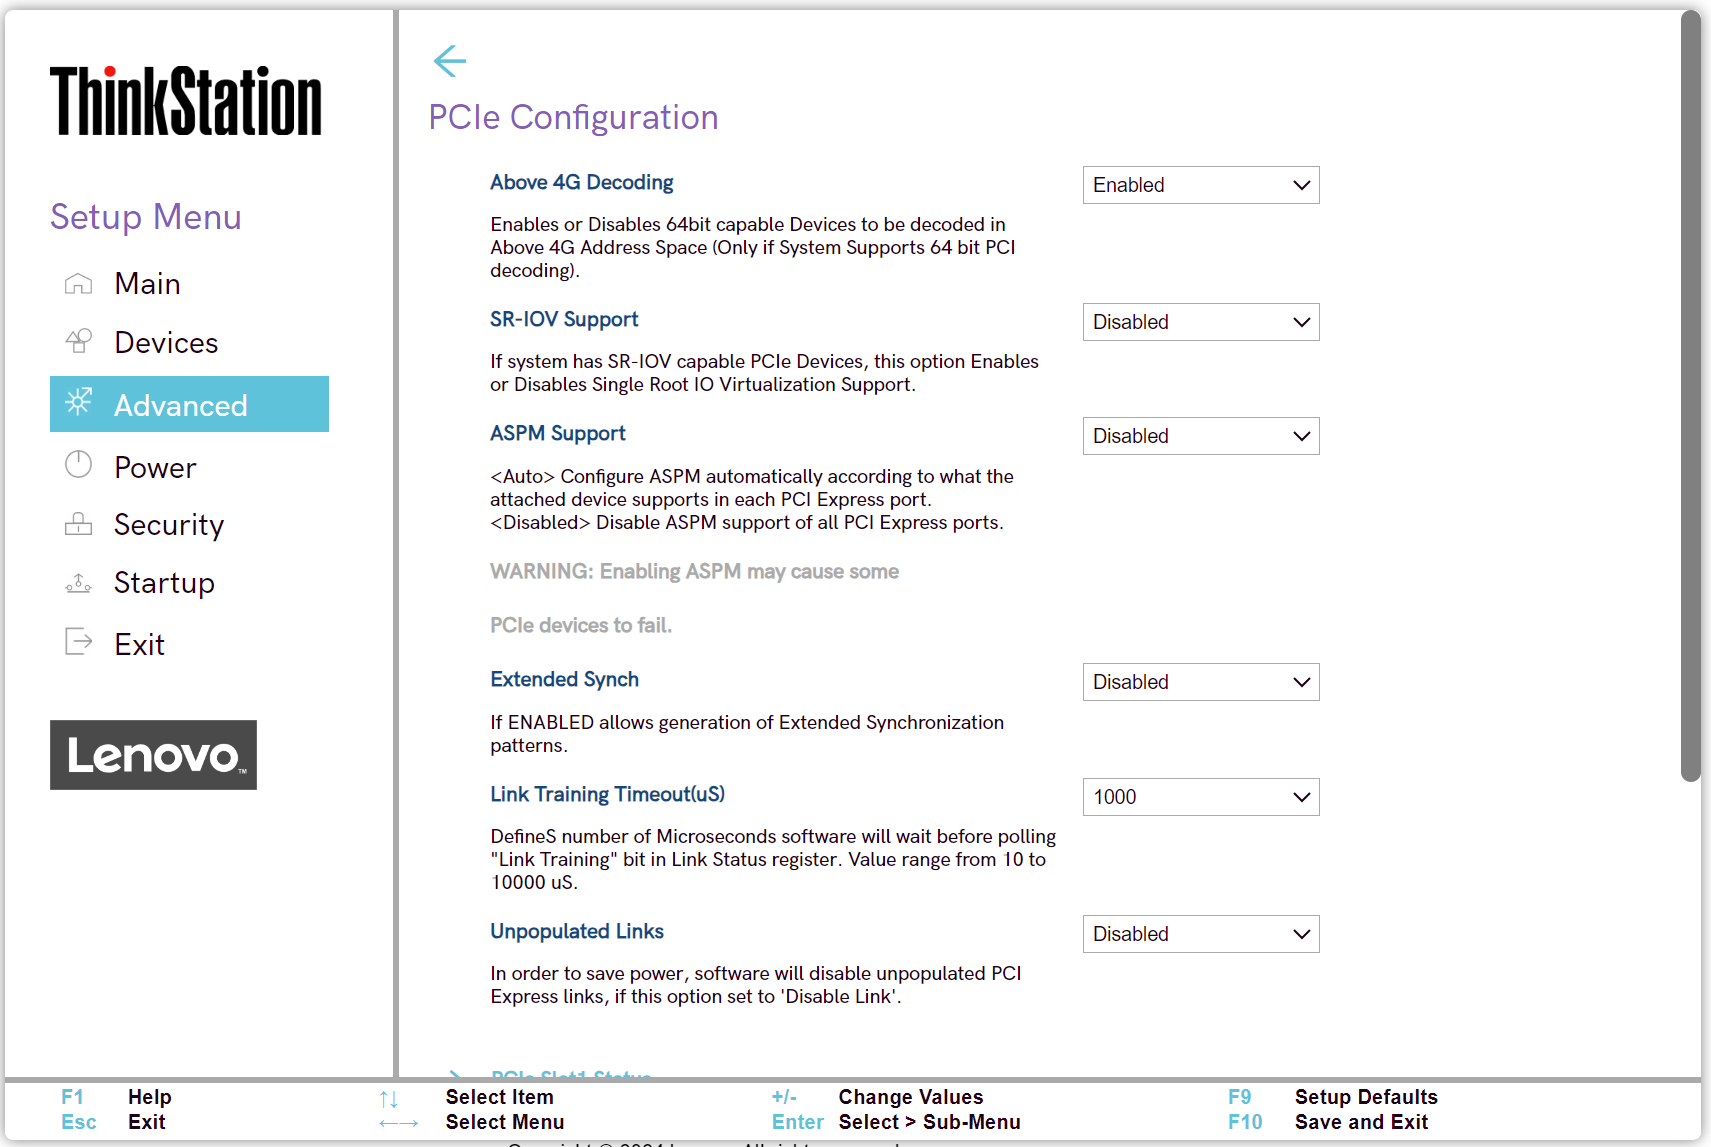 ThinkStation
Setup Menu
Main
Devices
Advanced
Power
Security
Startup
Exit
Lenovo™
PCIe Configuration
Above 4G Decoding
Enabled
Enables or Disables 64bit capable Devices to be decoded in
Above 4G Address Space (Only if System Supports 64 bit PCI
decoding).
SR-IOV Support
Disabled
If system has SR-IOV capable PCIe Devices, this option Enables
or Disables Single Root IO Virtualization Support.
ASPM Support
Disabled
<Auto> Configure ASPM automatically according to what the
attached device supports in each PCI Express port.
<Disabled> Disable ASPM support of all PCI Express ports.
WARNING: Enabling ASPM may cause some
PCIe devices to fail.
Extended Synch
Disabled
If ENABLED allows generation of Extended Synchronization
patterns.
Link Training Timeout(uS)
1000
DefineS number of Microseconds software will wait before polling
"Link Training" bit in Link Status register. Value range from 10 to
10000 uS.
Unpopulated Links
Disabled
In order to save power, software will disable unpopulated PCI
Express links, if this option set to 'Disable Link'.
PCIe Slot1 Status
F1 Help ↑↓ Select Item +/- Change Values F9 Setup Defaults
Esc Exit ←→ Select Menu Enter Select > Sub-Menu F10 Save and Exit